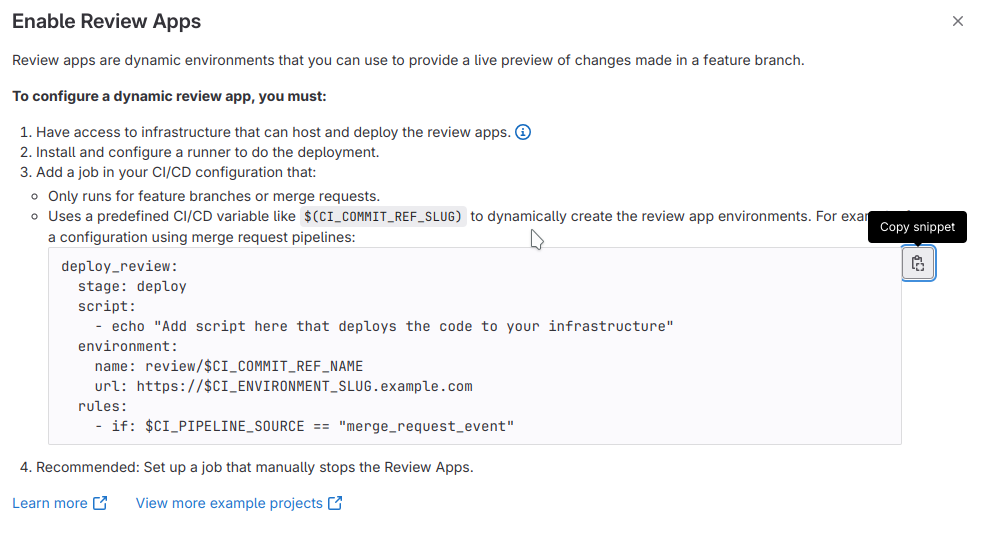 Enable Review Apps
Review apps are dynamic environments that you can use to provide a live preview of changes made in a feature branch.
To configure a dynamic review app, you must:
1. Have access to infrastructure that can host and deploy the review apps.
2. Install and configure a runner to do the deployment.
3. Add a job in your CI/CD configuration that:
Only runs for feature branches or merge requests.
Uses a predefined CI/CD variable like $(CI_COMMIT_REF_SLUG) to dynamically create the review app environments. For
a configuration using merge request pipelines:
Copy snippet
deploy_review:
  stage: deploy
  script:
    - echo "Add script here that deploys the code to your infrastructure"
  environment:
    name: review/$CI_COMMIT_REF_NAME
    url: https://$CI_ENVIRONMENT_SLUG.example.com
  rules:
    - if: $CI_PIPELINE_SOURCE == "merge_request_event"
4. Recommended: Set up a job that manually stops the Review Apps.
Learn more View more example projects